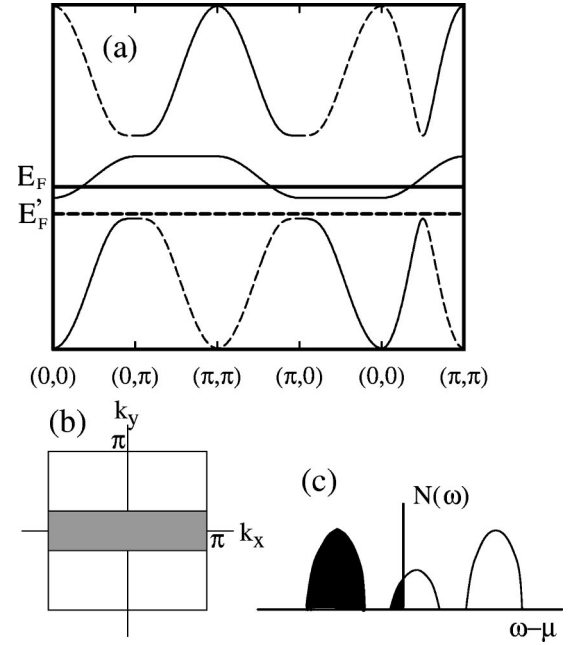 (a)
E_F
E'_F
(0,0) (0,π) (π,π) (π,0) (0,0) (π,π)
(b)
k_y
π
k_x
π
(c)
N(ω)
ω−μ